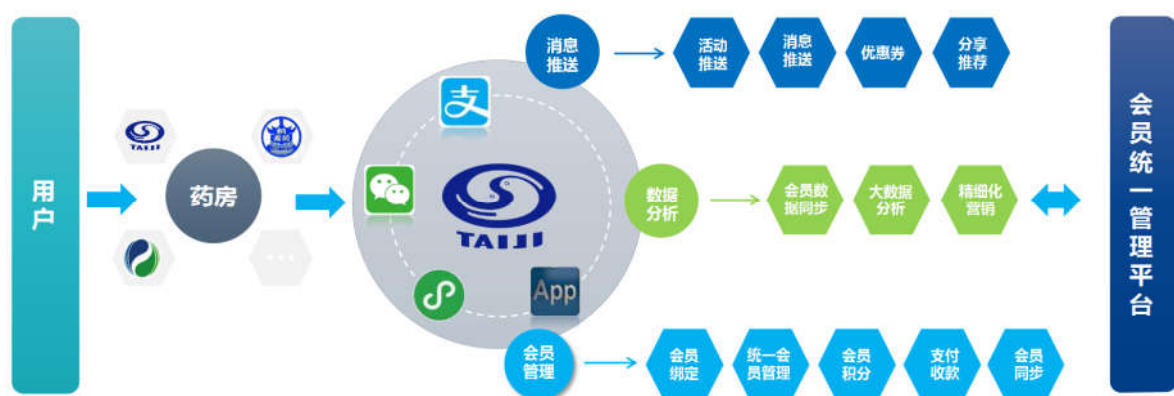 用户
TAIJI
药房
支
TAIJI
App
消息
推送
活动
推送
消息
推送
优惠券
分享
推荐
数据
分析
会员数
据同步
大数据
分析
精细化
营销
会员
管理
会员
绑定
统一会
员管理
会员
积分
支付
收款
会员
同步
会员统一管理平台